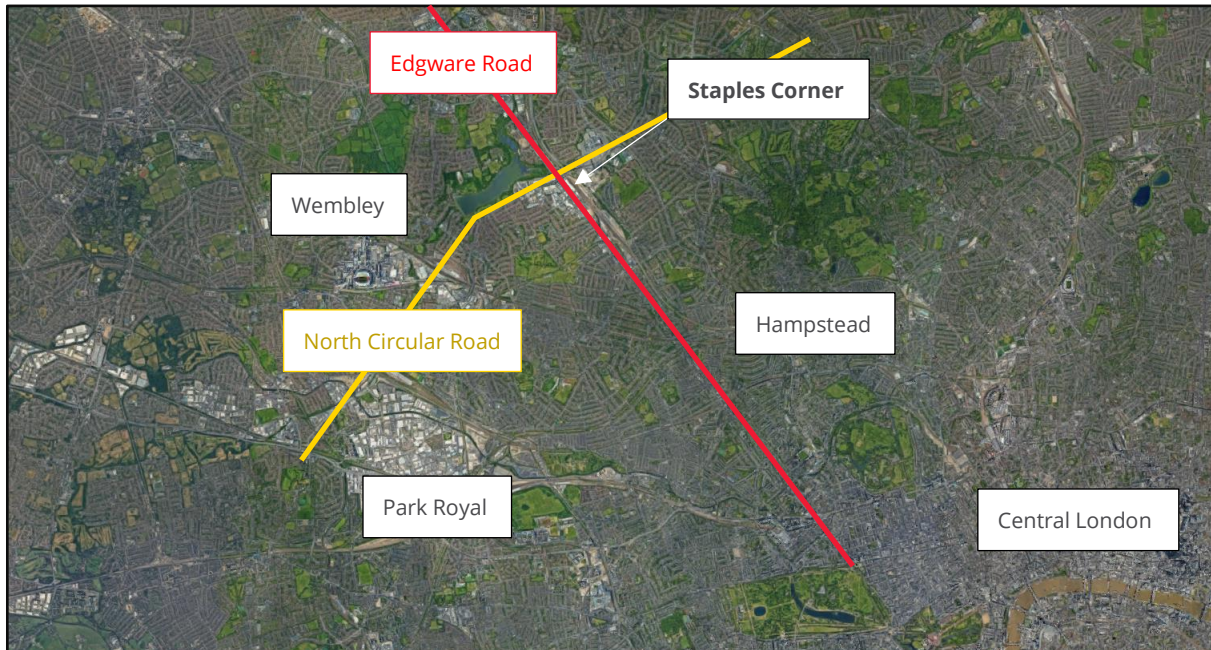 Edgware Road
Staples Corner
Wembley
North Circular Road
Hampstead
Park Royal
Central London